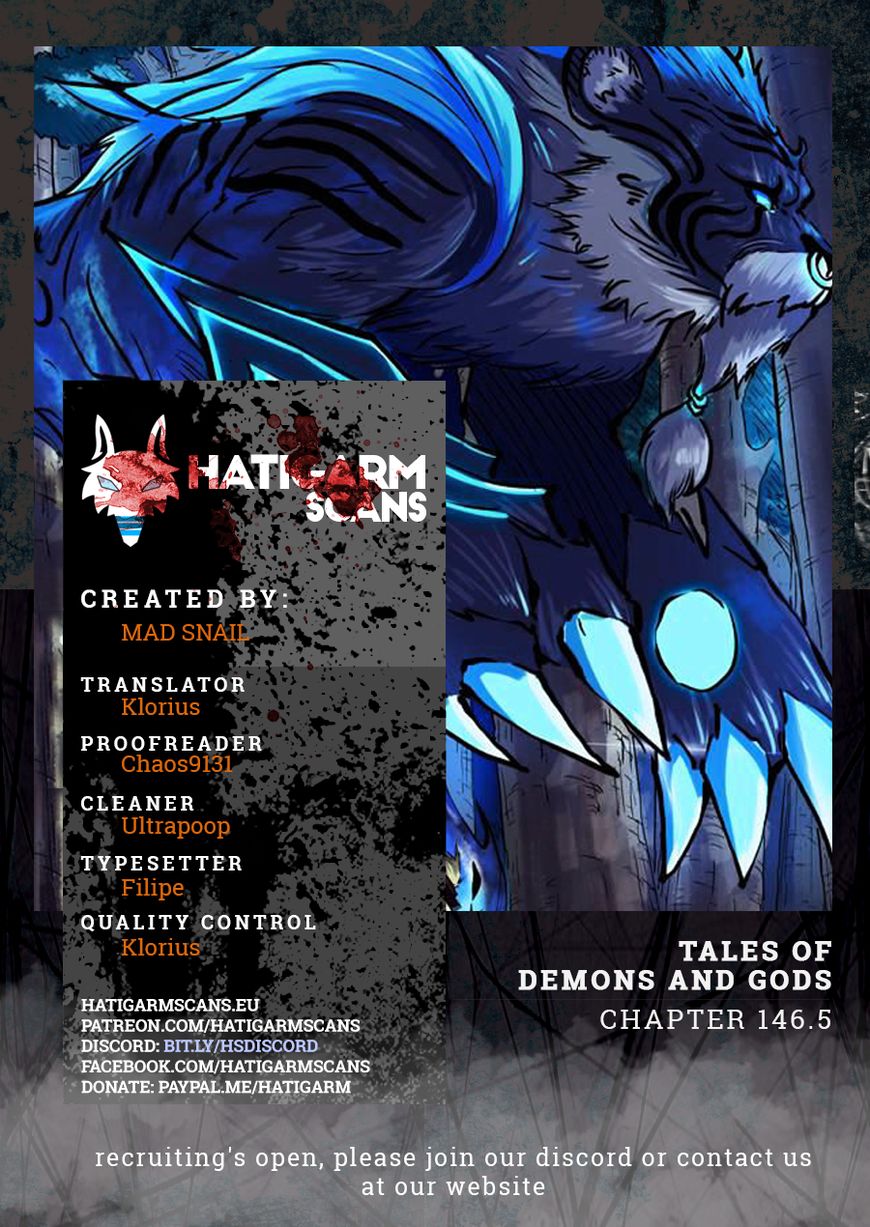 HATIGARM
SCANS
CREATED BY:
MAD SNAIL
TRANSLATOR
Klorius
PROOFREADER
Chaos9131
CLEANER
Ultrapoop
TYPESETTER
Filipe
QUALITY CONTROL
Klorius
HATIGARMSCANS.EU
PATREON.COM/HATIGARMSCANS
DISCORD: BIT.LY/HSDISCORD
FACEBOOK.COM/HATIGARMSCANS
DONATE: PAYPAL.ME/HATIGARM
TALES OF
DEMONS AND GODS
CHAPTER 146.5
recruiting's open, please join our discord or contact us
at our website